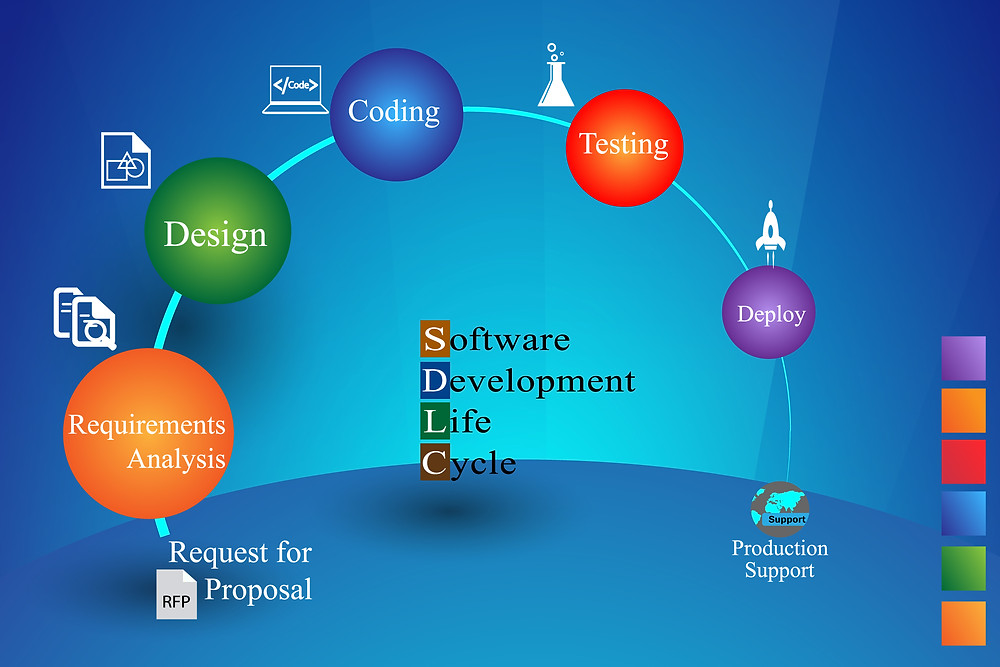 </Code>
Coding
Testing
Design
Deploy
Requirements
Analysis
Software
Development
Life
Cycle
Request for
Proposal
RFP
Support
Production
Support